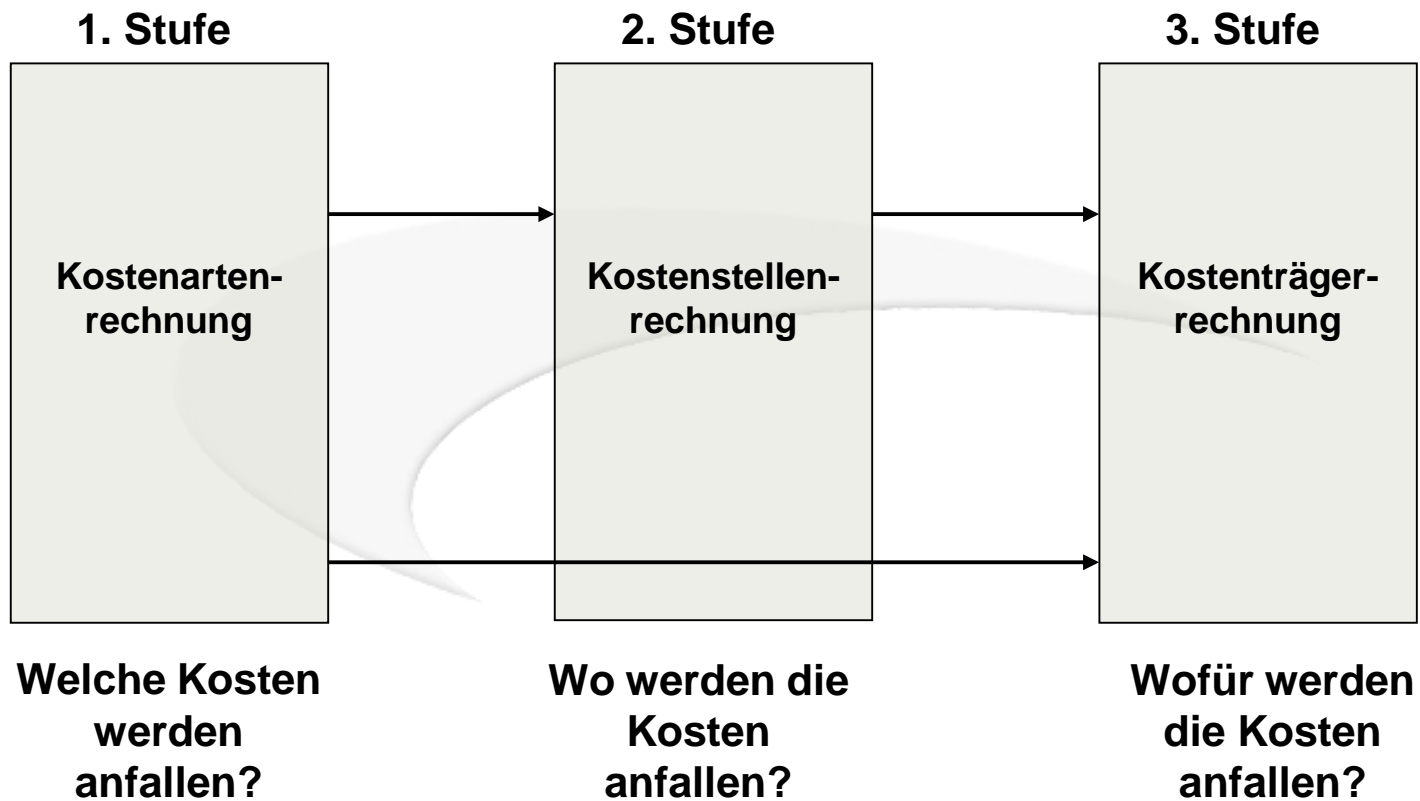 1. Stufe
2. Stufe
3. Stufe
Kostenarten-
rechnung
Kostenstellen-
rechnung
Kostenträger-
rechnung
Welche Kosten
werden
anfallen?
Wo werden die
Kosten
anfallen?
Wofür werden
die Kosten
anfallen?